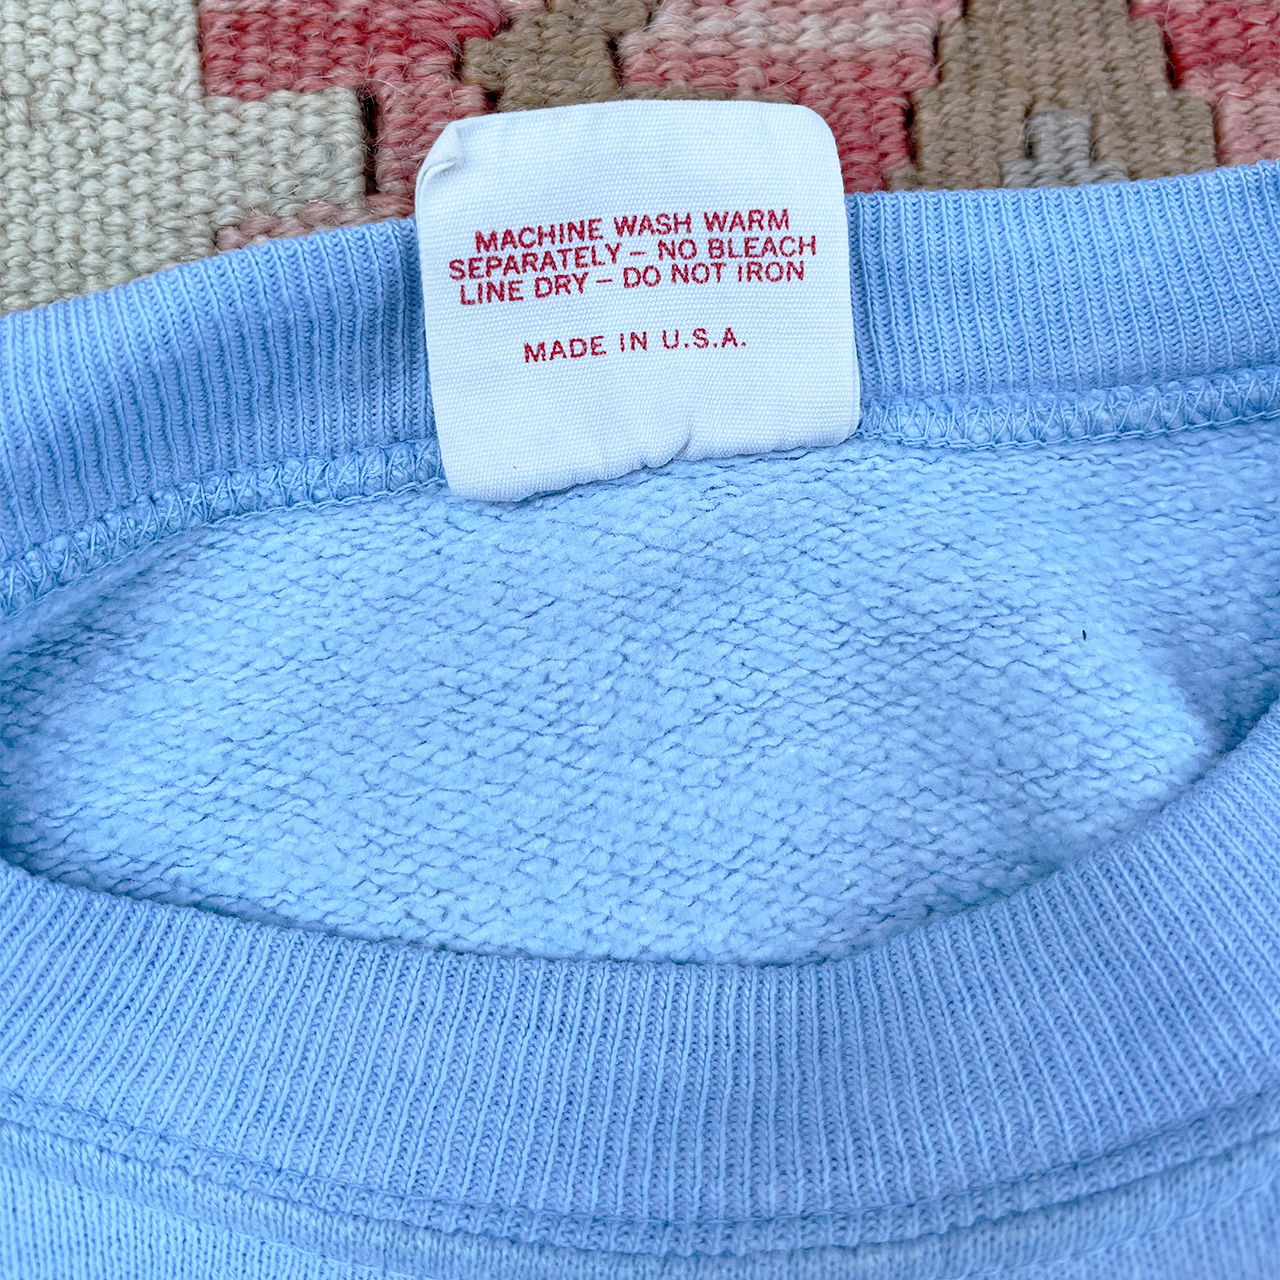 MACHINE WASH WARM
SEPARATELY – NO BLEACH
LINE DRY – DO NOT IRON
MADE IN U.S.A.